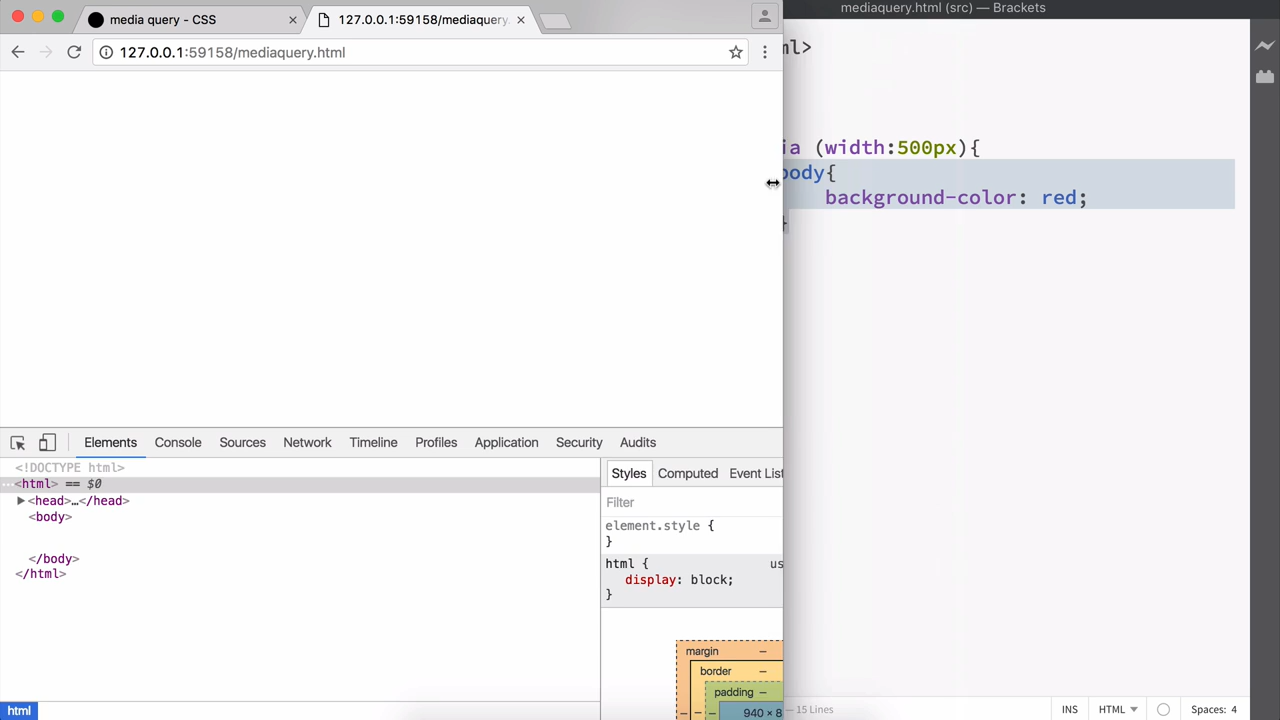 media query - CSS
127.0.0.1:59158/mediaquery.
mediaquery.html (src) — Brackets
127.0.0.1:59158/mediaquery.html
ml>
ia (width:500px){
body{
background-color: red;
}
Elements Console Sources Network Timeline Profiles Application Security Audits
<!DOCTYPE html>
…<html> == $0
▶<head>…</head>
<body>
</body>
</html>
Styles Computed Event List
Filter
element.style {
}
html { us
display: block;
}
margin –
border –
padding –
– – – 940 × 8
html
— 15 Lines
INS HTML Spaces: 4